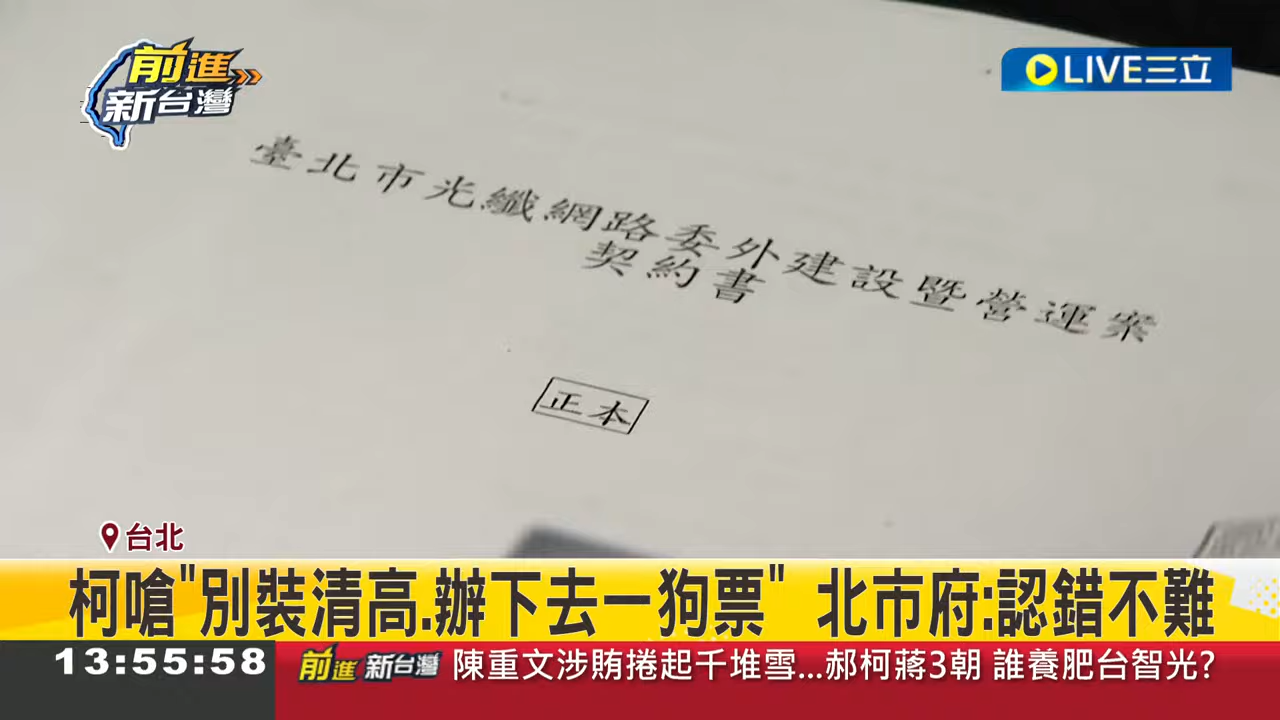 前進
新台灣
LIVE三立
臺北市光纖網路委外建設暨營運案
契約書
正本
台北
柯嗆"別裝清高.辦下去一狗票" 北市府:認錯不難
13:55:58
前進新台灣 陳重文涉賄捲起千堆雪...郝柯蔣3朝 誰養肥台智光?